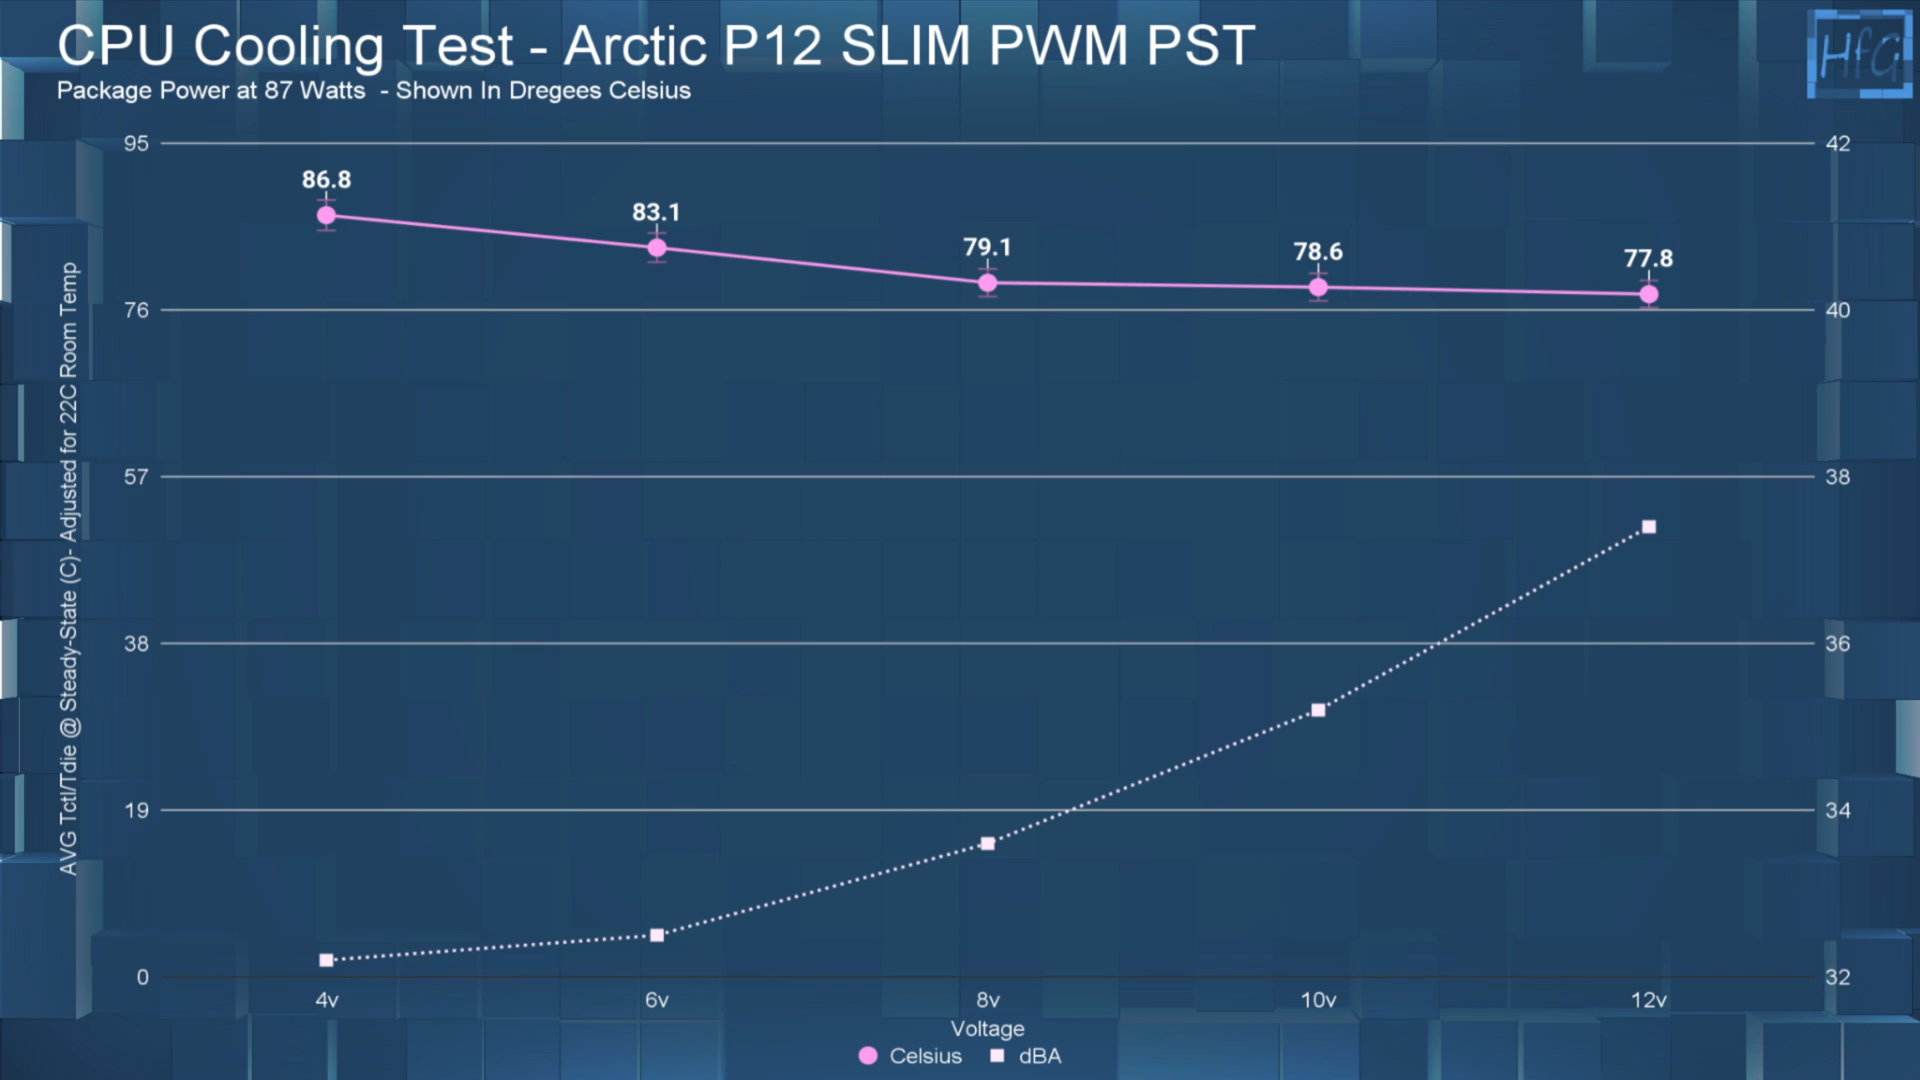 CPU Cooling Test - Arctic P12 SLIM PWM PST
Package Power at 87 Watts - Shown In Dregees Celsius
HfG
95
42
86.8
83.1
79.1
78.6
77.8
76
40
57
38
38
36
19
34
0
32
AVG Tctl/Tdie @ Steady-State (C)- Adjusted for 22C Room Temp
4v
6v
8v
10v
12v
Voltage
Celsius
dBA